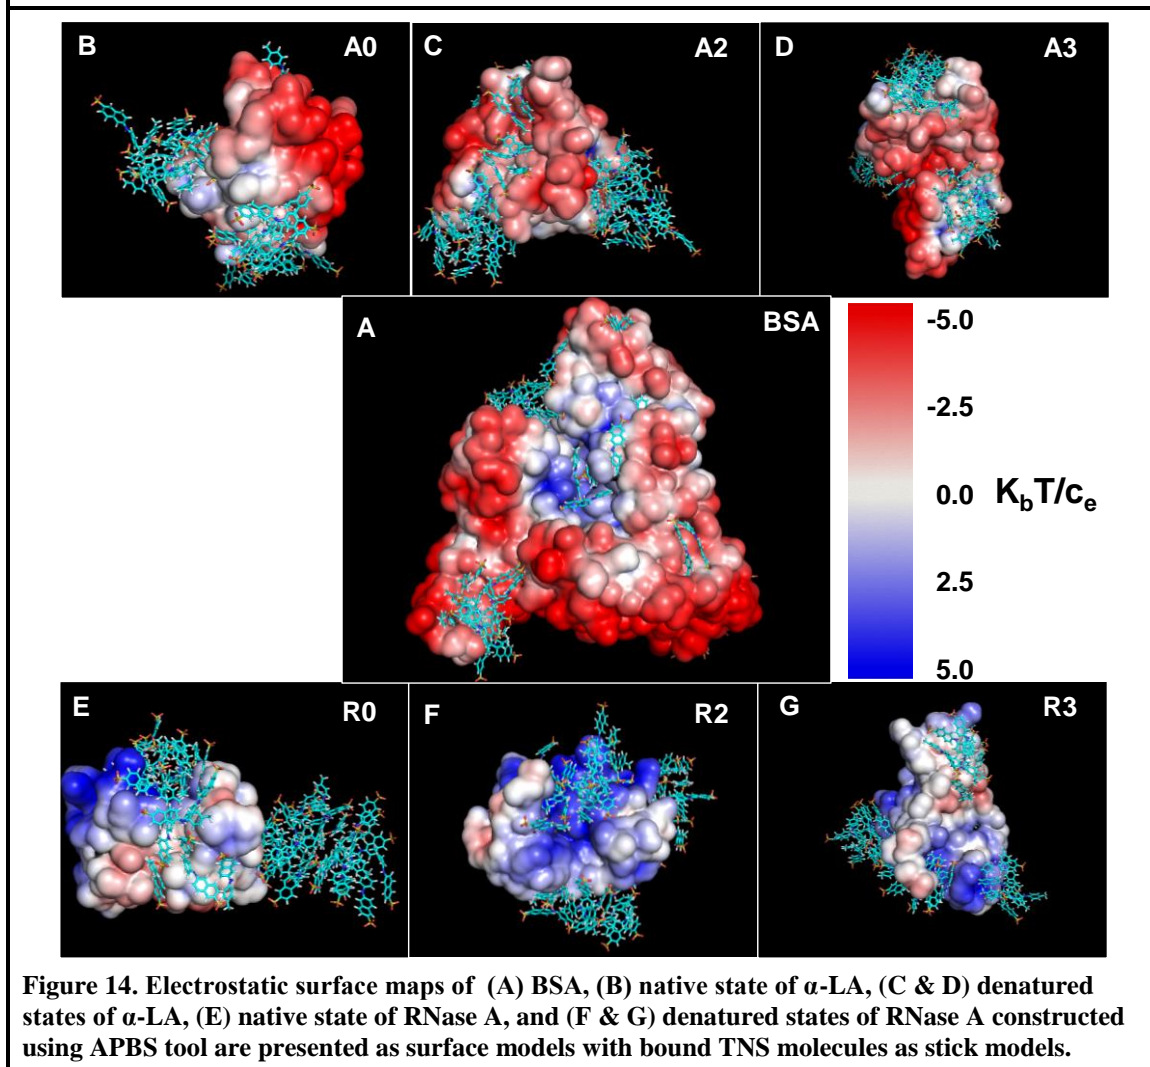 B A0
C A2
D A3
A BSA
-5.0
-2.5
0.0 KbT/ce
2.5
5.0
E R0
F R2
G R3
Figure 14. Electrostatic surface maps of (A) BSA, (B) native state of α-LA, (C & D) denatured
states of α-LA, (E) native state of RNase A, and (F & G) denatured states of RNase A constructed
using APBS tool are presented as surface models with bound TNS molecules as stick models.